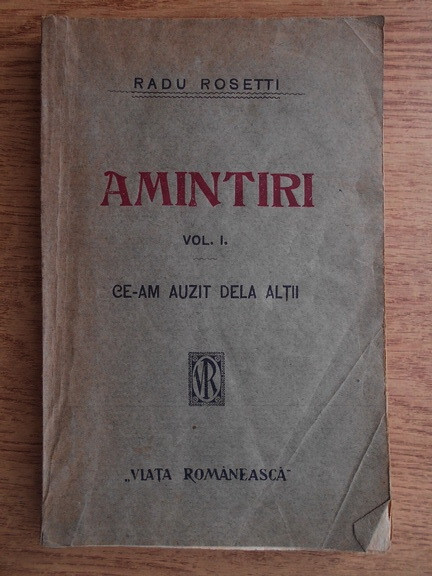 RADU ROSETTI
AMINTIRI
VOL. I.
CE-AM AUZIT DELA ALȚII
VR
„VIAȚA ROMÂNEASCĂ"